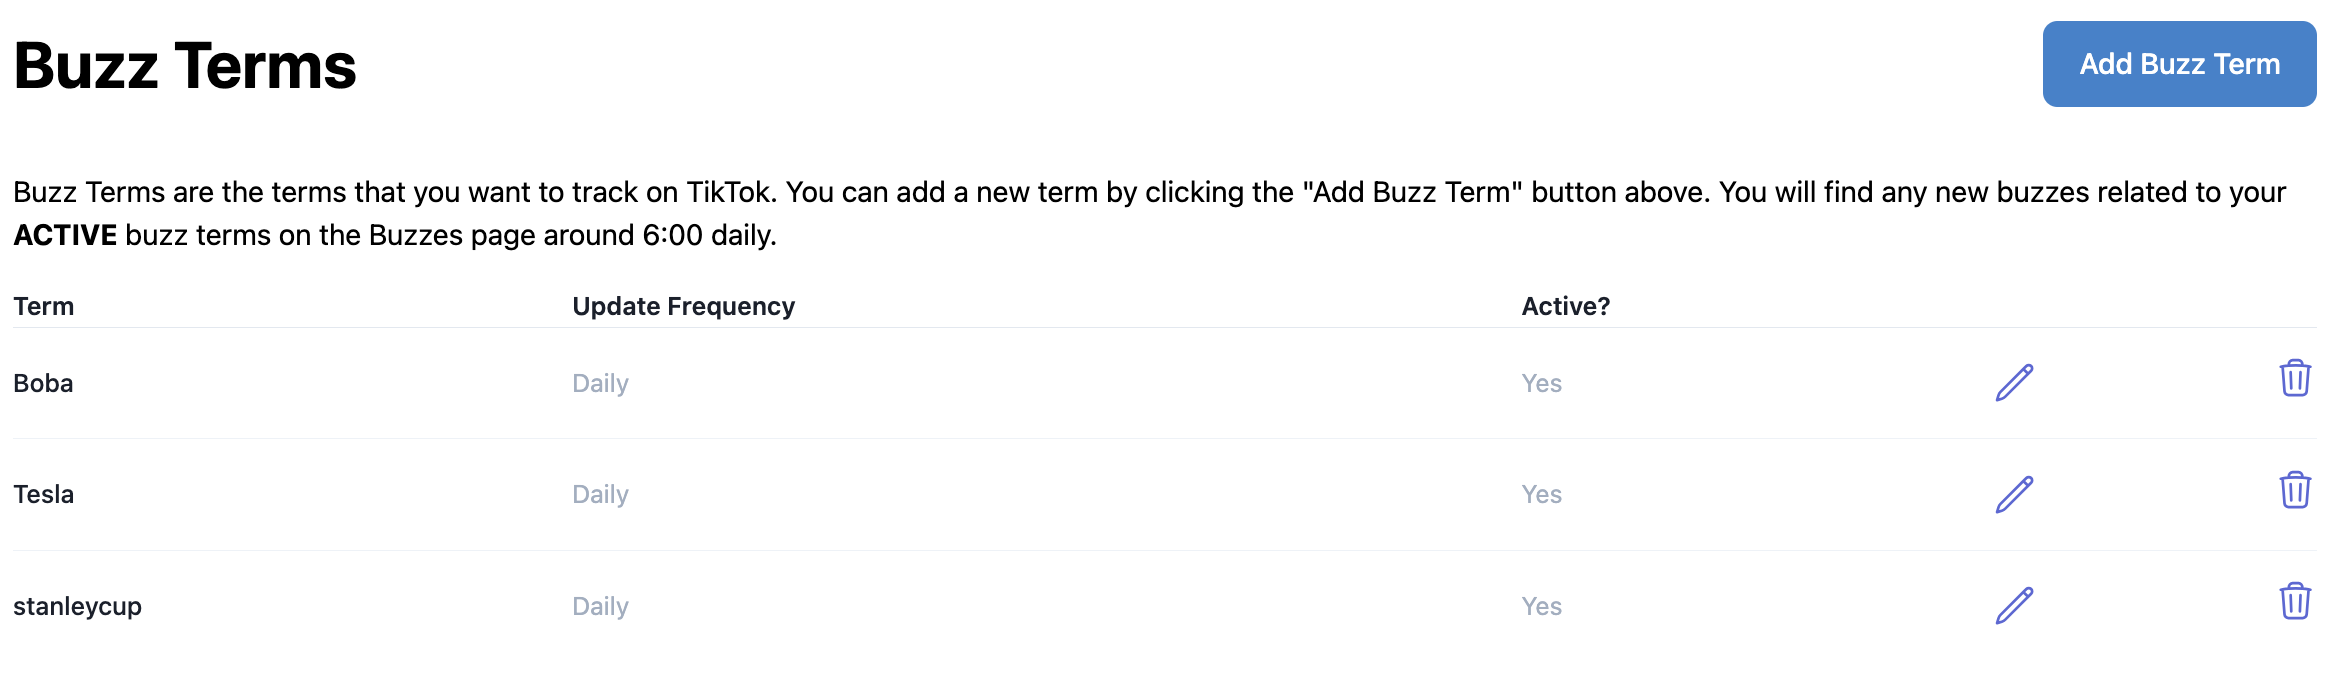 Buzz Terms
Add Buzz Term
Buzz Terms are the terms that you want to track on TikTok. You can add a new term by clicking the "Add Buzz Term" button above. You will find any new buzzes related to your
ACTIVE buzz terms on the Buzzes page around 6:00 daily.
Term Update Frequency Active?
Boba Daily Yes
Tesla Daily Yes
stanleycup Daily Yes